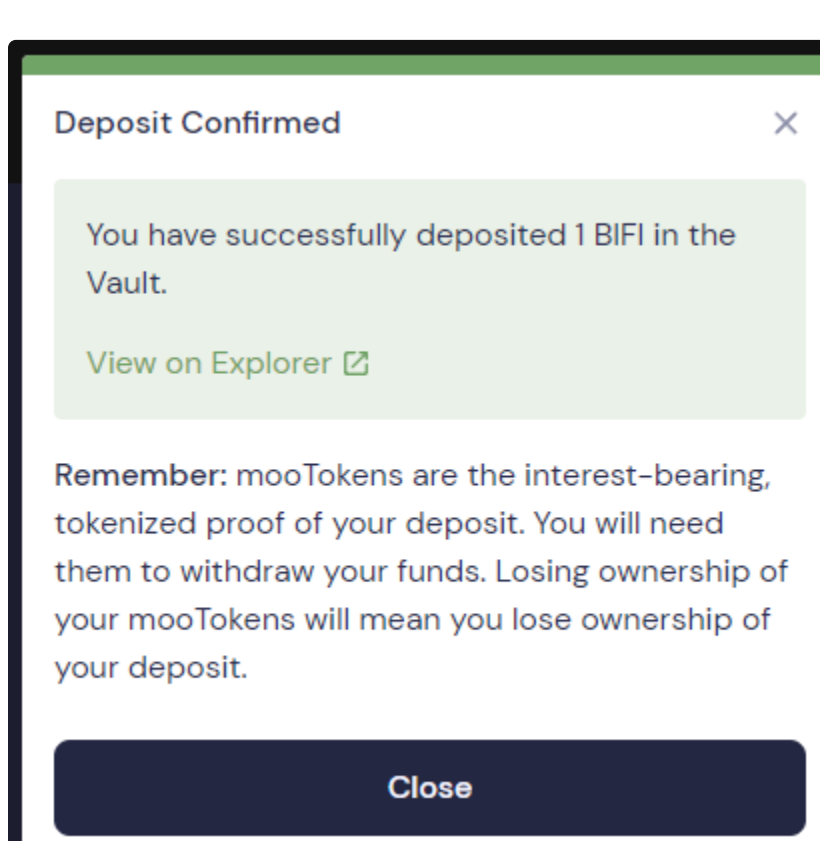 Deposit Confirmed
You have successfully deposited 1 BIFI in the
Vault.
View on Explorer
Remember: mooTokens are the interest-bearing,
tokenized proof of your deposit. You will need
them to withdraw your funds. Losing ownership of
your mooTokens will mean you lose ownership of
your deposit.
Close